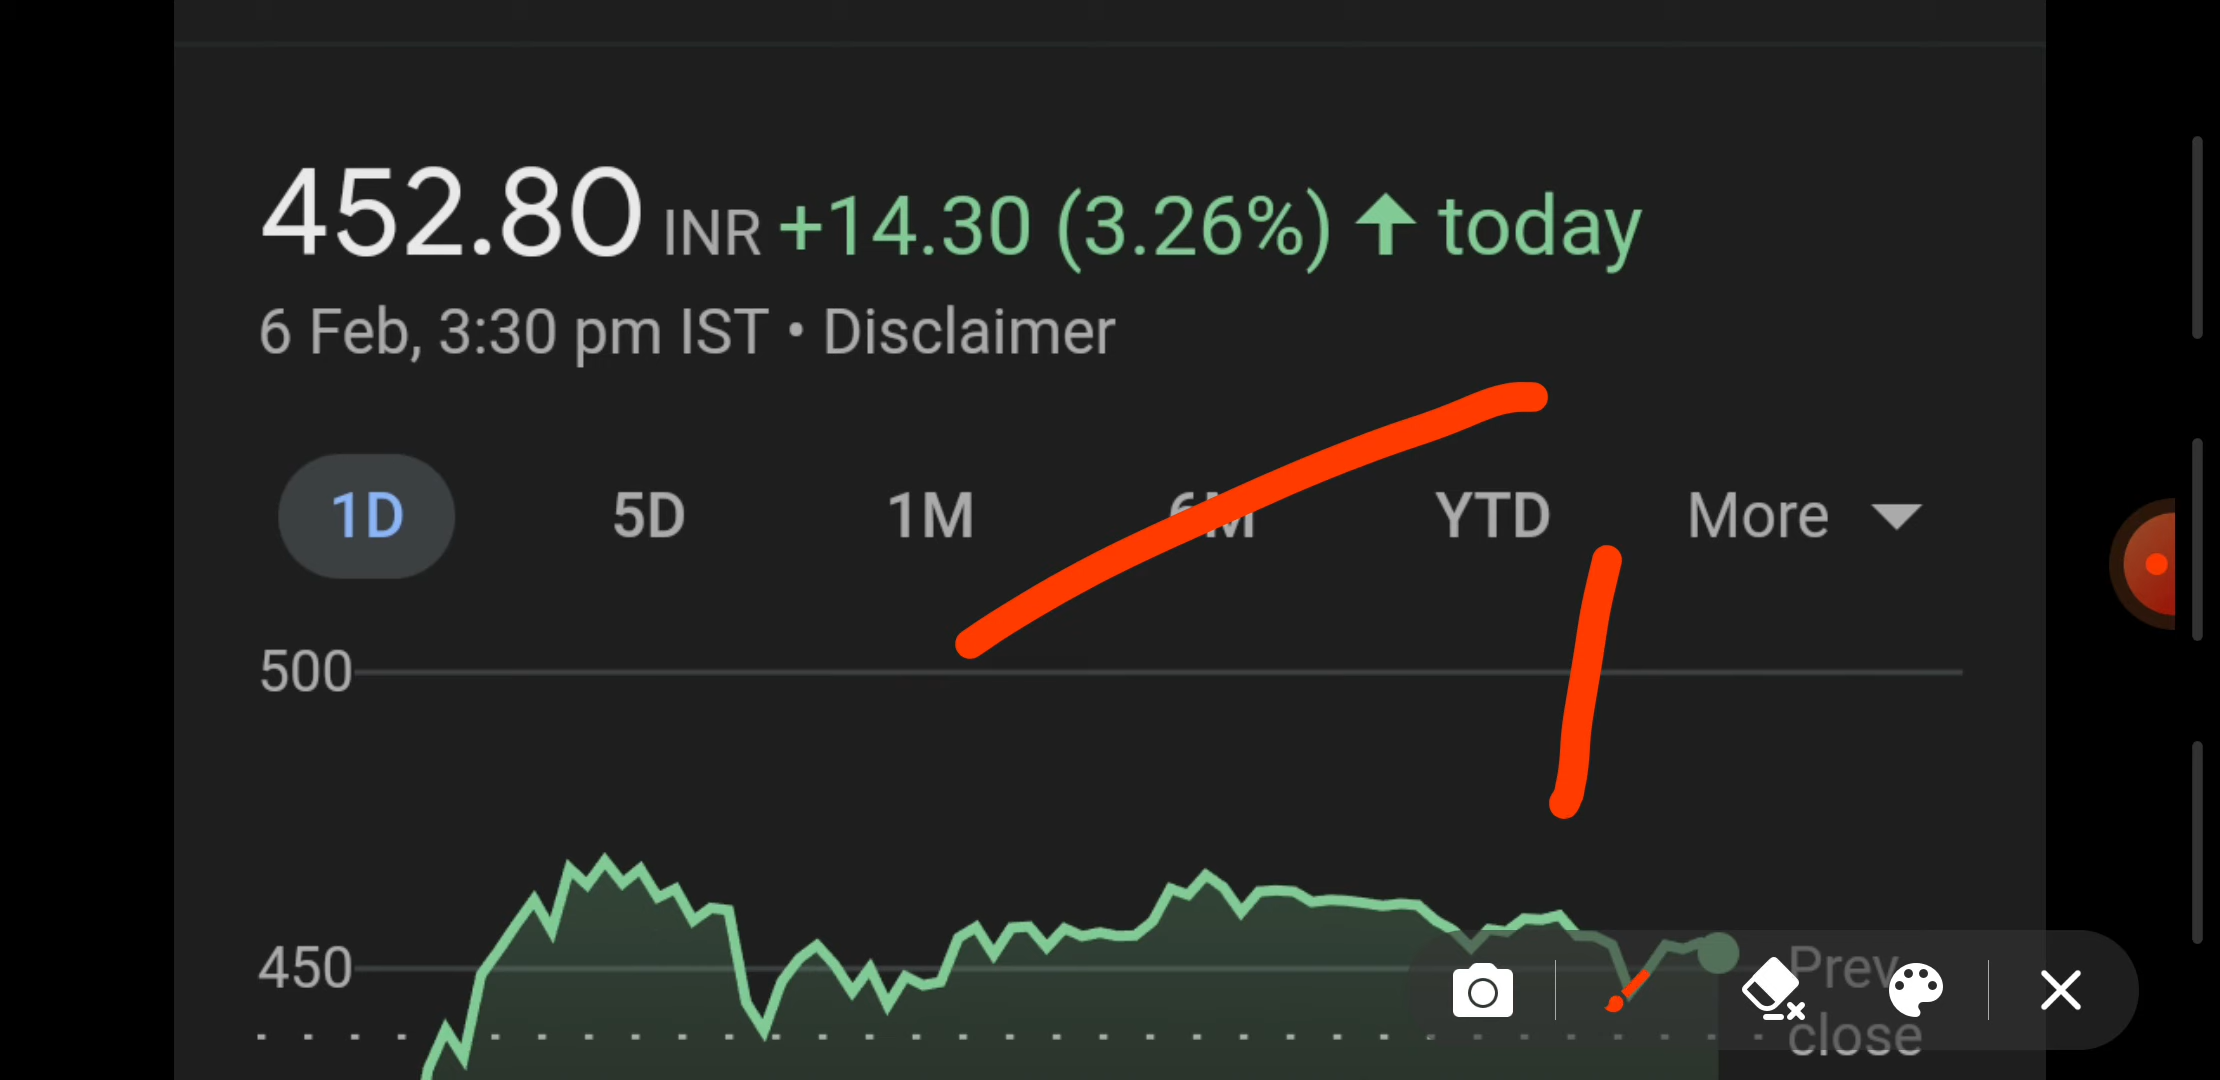 452.80 INR +14.30 (3.26%) ↑ today
6 Feb, 3:30 pm IST • Disclaimer
1D 5D 1M 6M YTD More
500
450
Prev
close